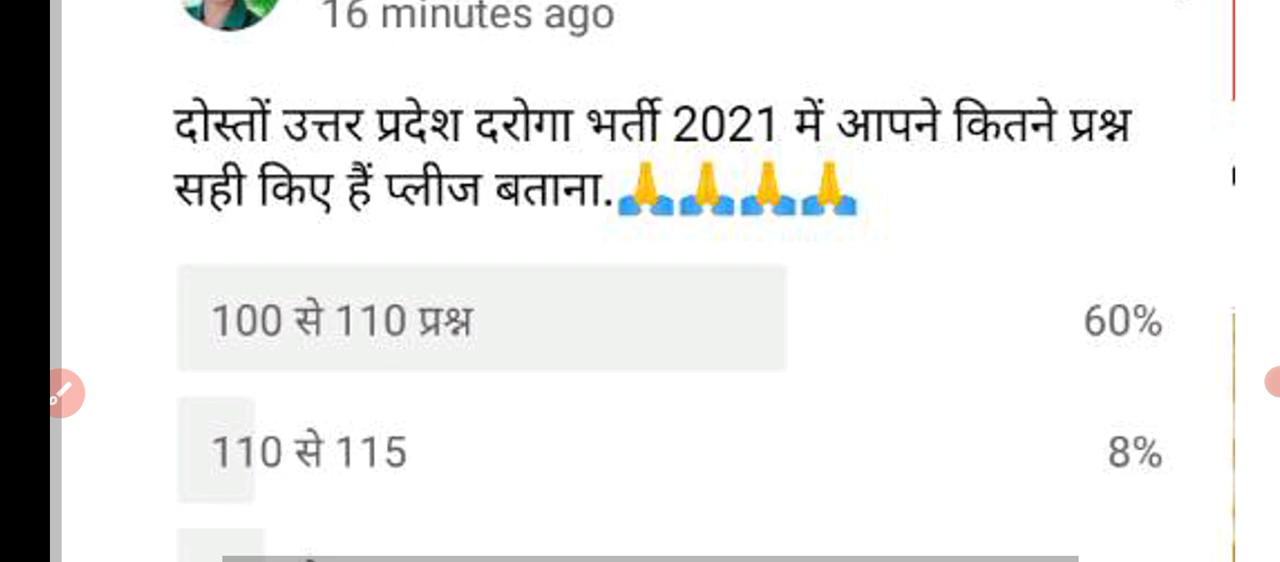 16 minutes ago
दोस्तों उत्तर प्रदेश दरोगा भर्ती 2021 में आपने कितने प्रश्न
सही किए हैं प्लीज बताना.🙏🙏🙏🙏
100 से 110 प्रश्न 60%
110 से 115 8%